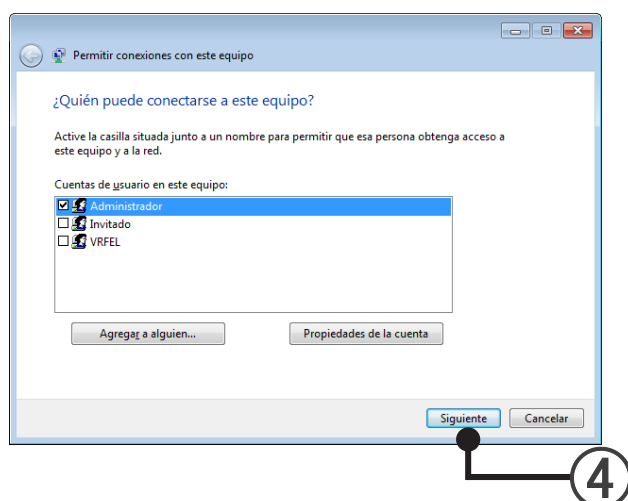 Permitir conexiones con este equipo
¿Quién puede conectarse a este equipo?
Active la casilla situada junto a un nombre para permitir que esa persona obtenga acceso a
este equipo y a la red.
Cuentas de usuario en este equipo:
Administrador
Invitado
VRFEL
Agregar a alguien...
Propiedades de la cuenta
Siguiente
Cancelar
4